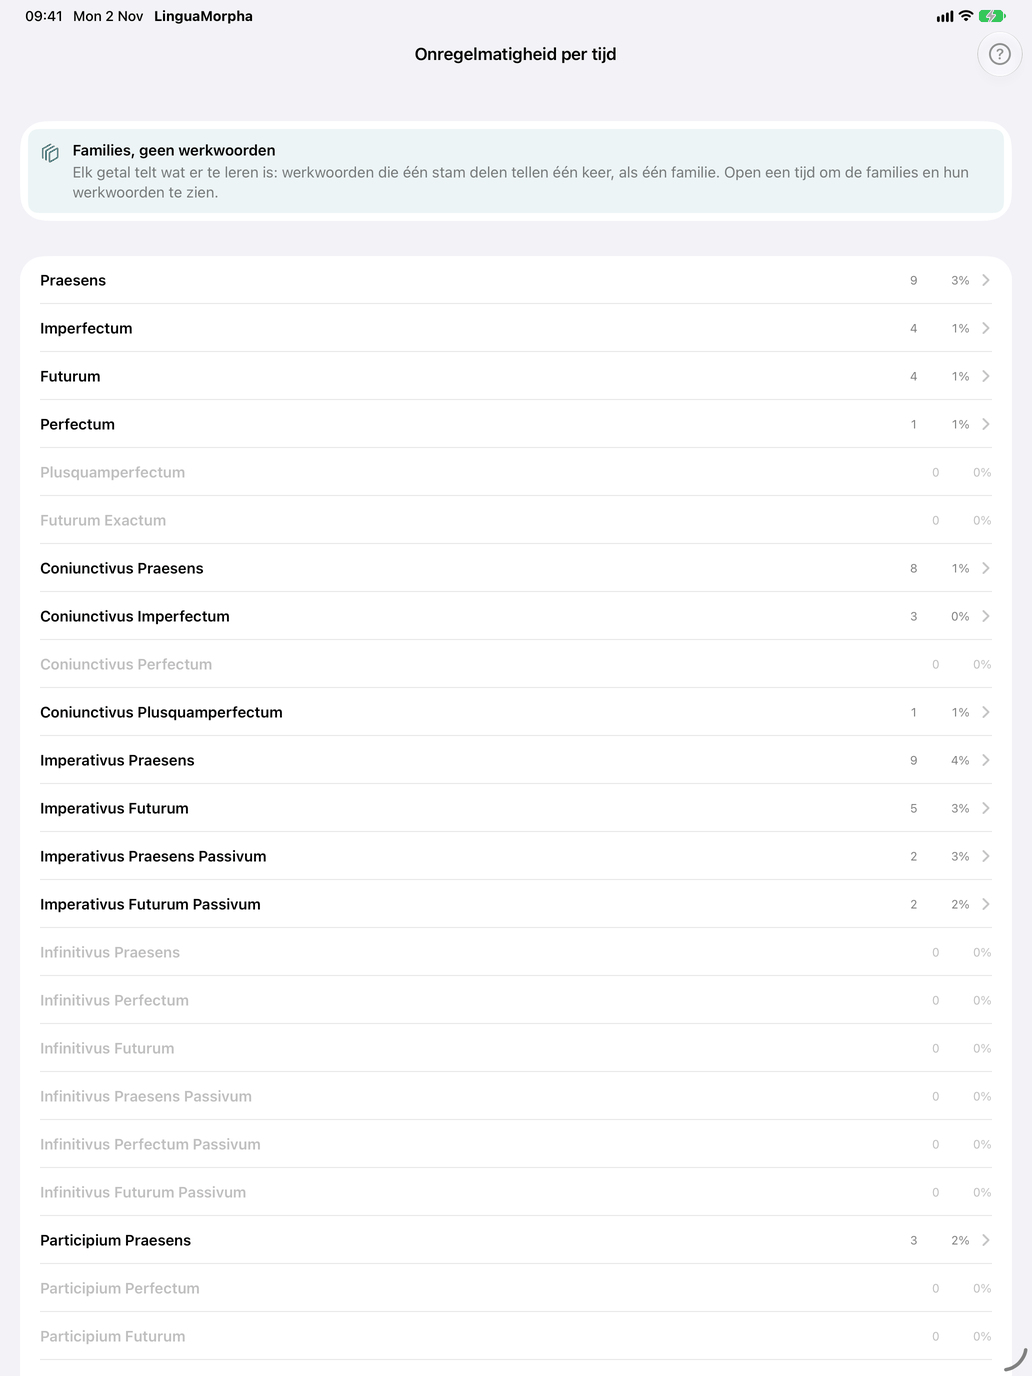 09:41 Mon 2 Nov LinguaMorpha
Onregelmatigheid per tijd
?
Families, geen werkwoorden
Elk getal telt wat er te leren is: werkwoorden die één stam delen tellen één keer, als één familie. Open een tijd om de families en hun
werkwoorden te zien.
Praesens 9 3%
Imperfectum 4 1%
Futurum 4 1%
Perfectum 1 1%
Plusquamperfectum 0 0%
Futurum Exactum 0 0%
Coniunctivus Praesens 8 1%
Coniunctivus Imperfectum 3 0%
Coniunctivus Perfectum 0 0%
Coniunctivus Plusquamperfectum 1 1%
Imperativus Praesens 9 4%
Imperativus Futurum 5 3%
Imperativus Praesens Passivum 2 3%
Imperativus Futurum Passivum 2 2%
Infinitivus Praesens 0 0%
Infinitivus Perfectum 0 0%
Infinitivus Futurum 0 0%
Infinitivus Praesens Passivum 0 0%
Infinitivus Perfectum Passivum 0 0%
Infinitivus Futurum Passivum 0 0%
Participium Praesens 3 2%
Participium Perfectum 0 0%
Participium Futurum 0 0%